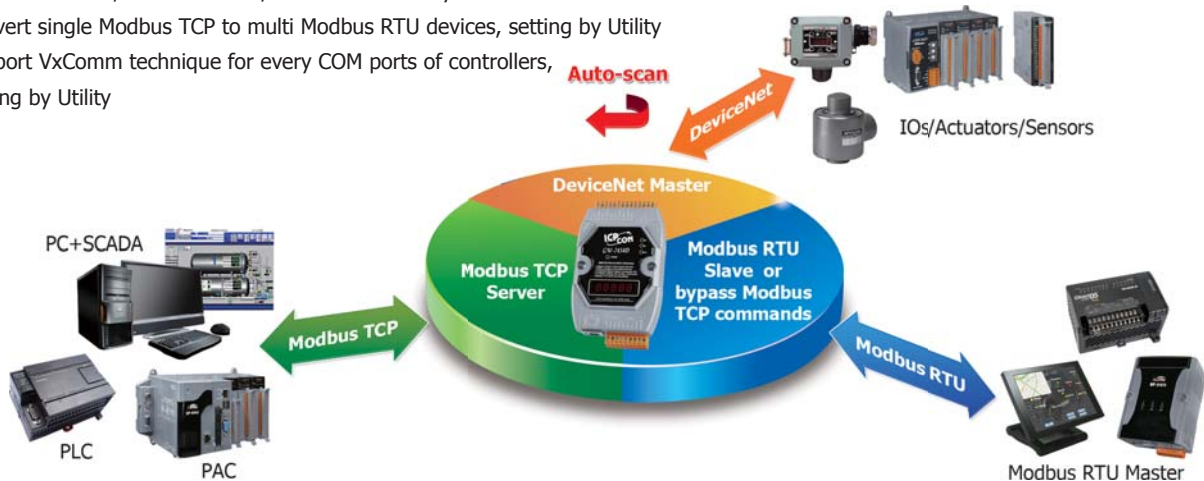 vert single Modbus TCP to multi Modbus RTU devices, setting by Utility
port VxComm technique for every COM ports of controllers,
ng by Utility
Auto-scan
DeviceNet
IOs/Actuators/Sensors
DeviceNet Master
PC+SCADA
ICP CON
Modbus TCP
Server
Modbus RTU
Slave or
bypass Modbus
TCP commands
Modbus TCP
Modbus RTU
PLC
PAC
Modbus RTU Master